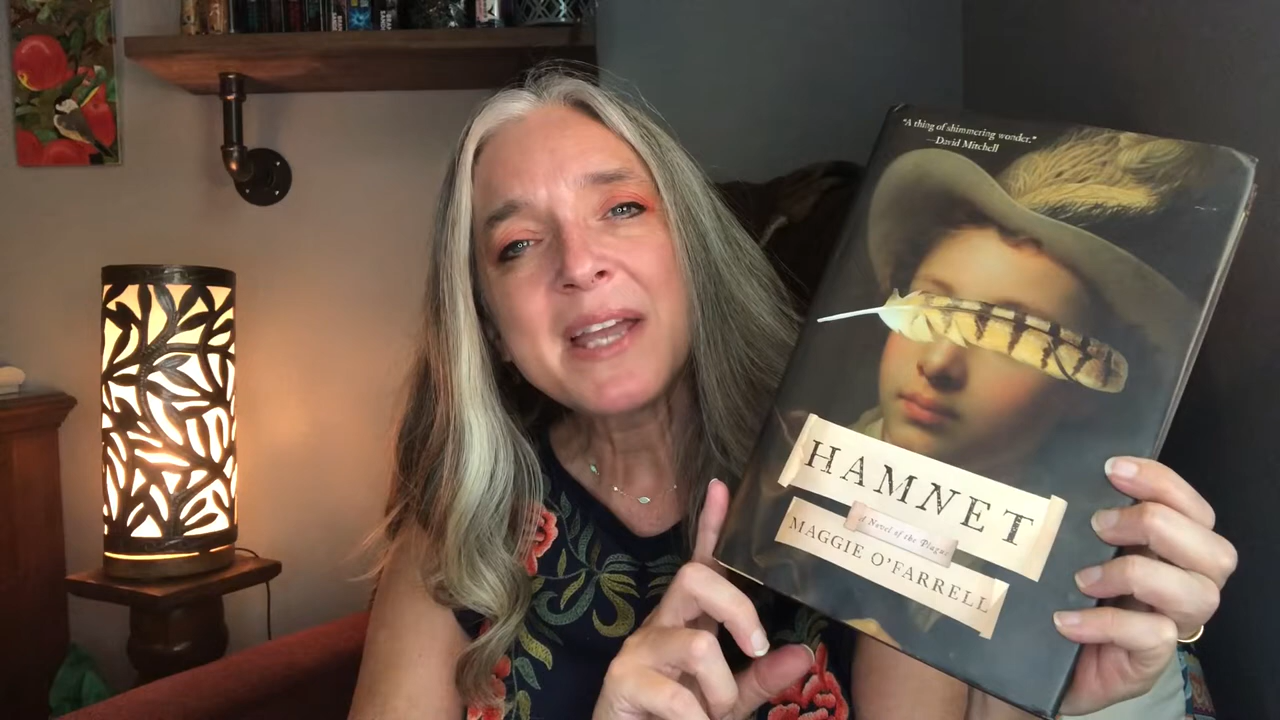 "A thing of shimmering wonder."
—David Mitchell
HAMNET
a Novel of the Plague
MAGGIE O'FARRELL